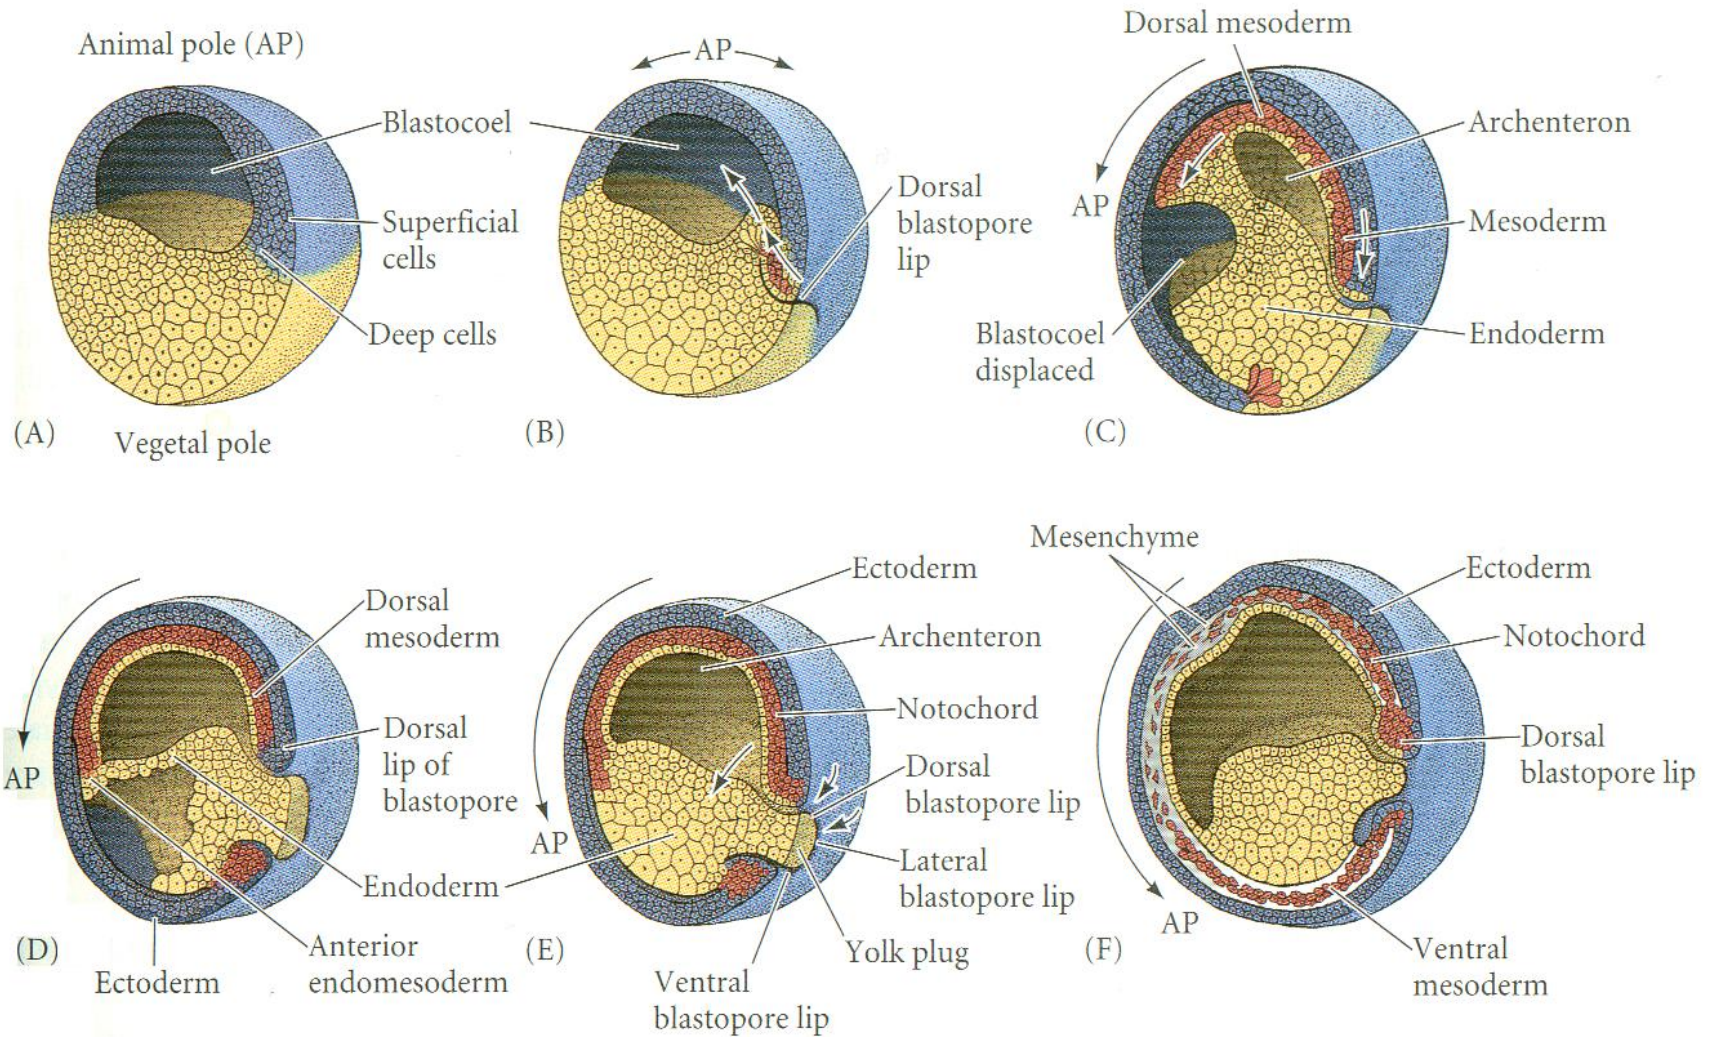 Animal pole (AP)
Blastocoel
Superficial
cells
Deep cells
(A)
Vegetal pole
AP
Dorsal
blastopore
lip
(B)
Dorsal mesoderm
Archenteron
AP
Mesoderm
Blastocoel
displaced
Endoderm
(C)
Dorsal
mesoderm
Dorsal
lip of
blastopore
AP
Endoderm
(D)
Anterior
endomesoderm
Ectoderm
Ectoderm
Archenteron
Notochord
Dorsal
blastopore lip
AP
Lateral
blastopore lip
(E)
Yolk plug
Ventral
blastopore lip
Mesenchyme
Ectoderm
Notochord
Dorsal
blastopore lip
AP
(F)
Ventral
mesoderm